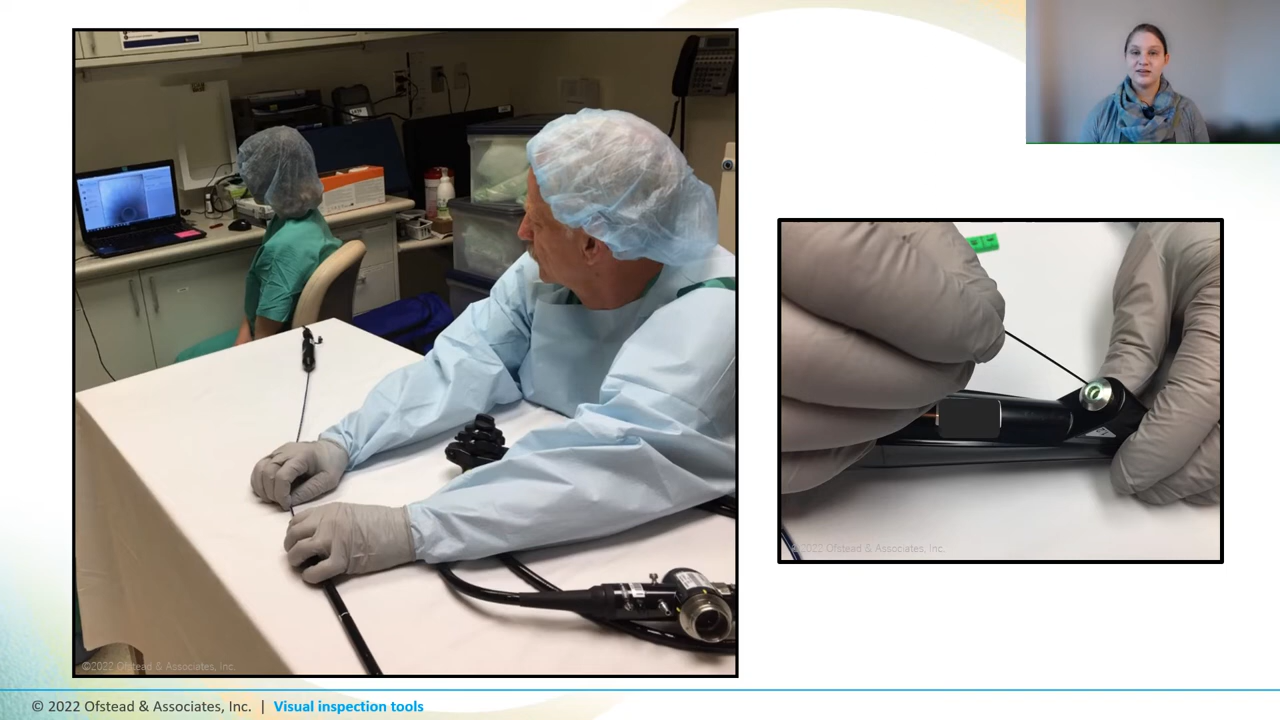 ©2022 Ofstead & Associates, Inc.
©2022 Ofstead & Associates, Inc.
© 2022 Ofstead & Associates, Inc. | Visual inspection tools